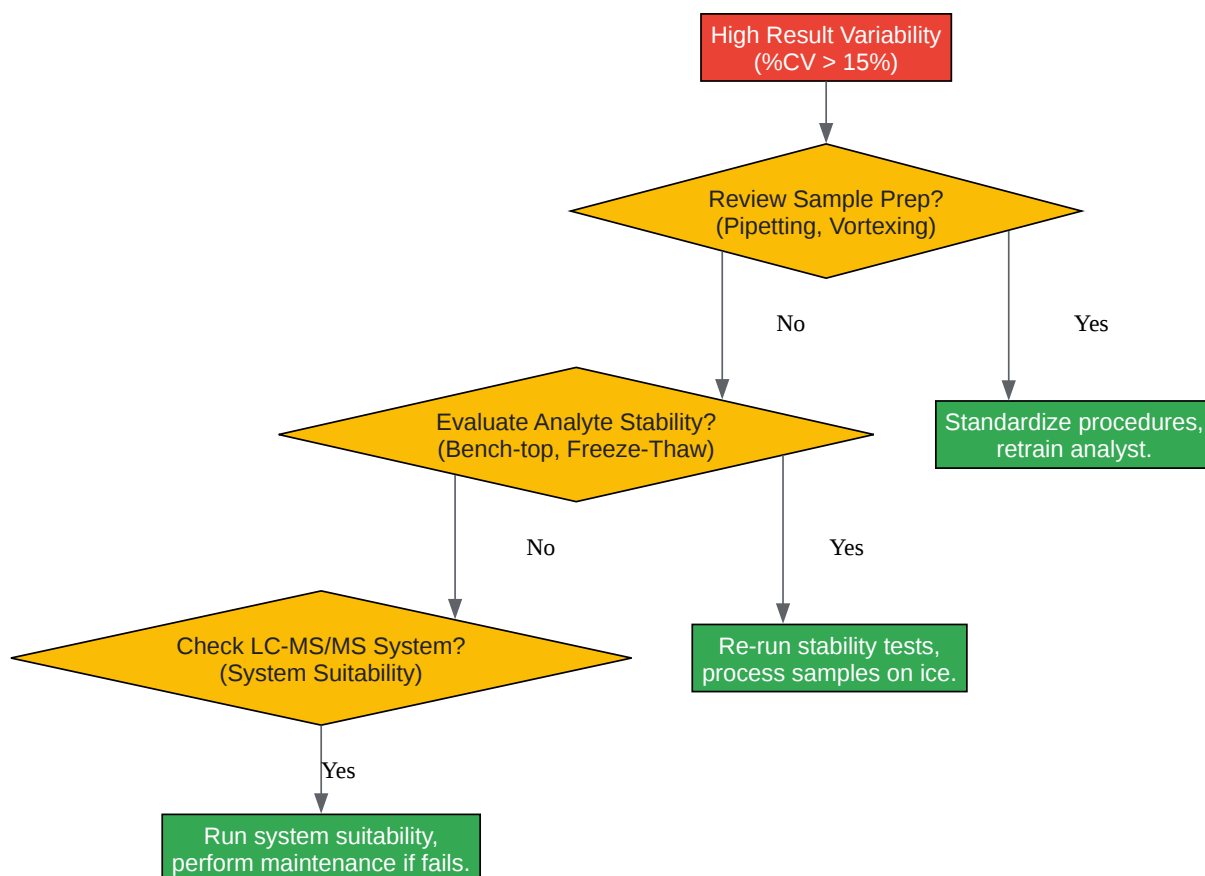 High Result Variability
(%CV > 15%)
Review Sample Prep?
(Pipetting, Vortexing)
No
Yes
Evaluate Analyte Stability?
(Bench-top, Freeze-Thaw)
Standardize procedures,
retrain analyst.
No
Yes
Check LC-MS/MS System?
(System Suitability)
Re-run stability tests,
process samples on ice.
Yes
Run system suitability,
perform maintenance if fails.